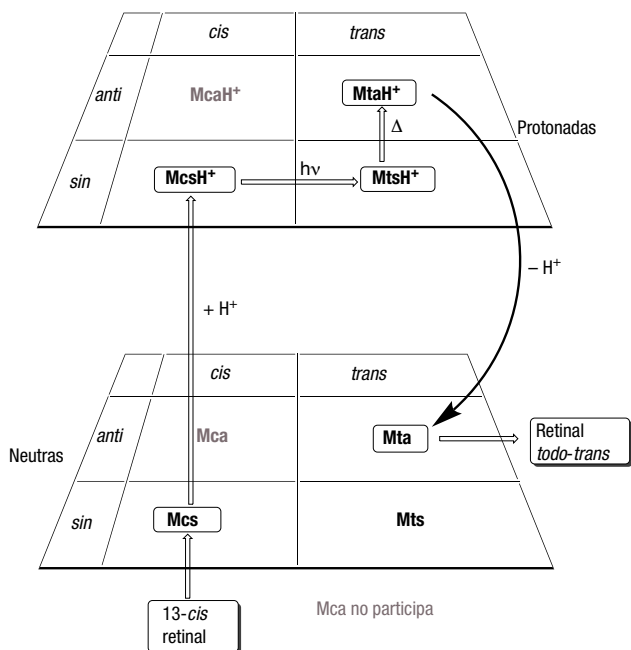 cis trans
anti McaH+ MtaH+
Protonadas
Δ
sin McsH+ hν MtsH+
– H+
+ H+
cis trans
Neutras anti Mca Mta Retinal
todo-trans
sin Mcs Mts
13-cis
retinal
Mca no participa